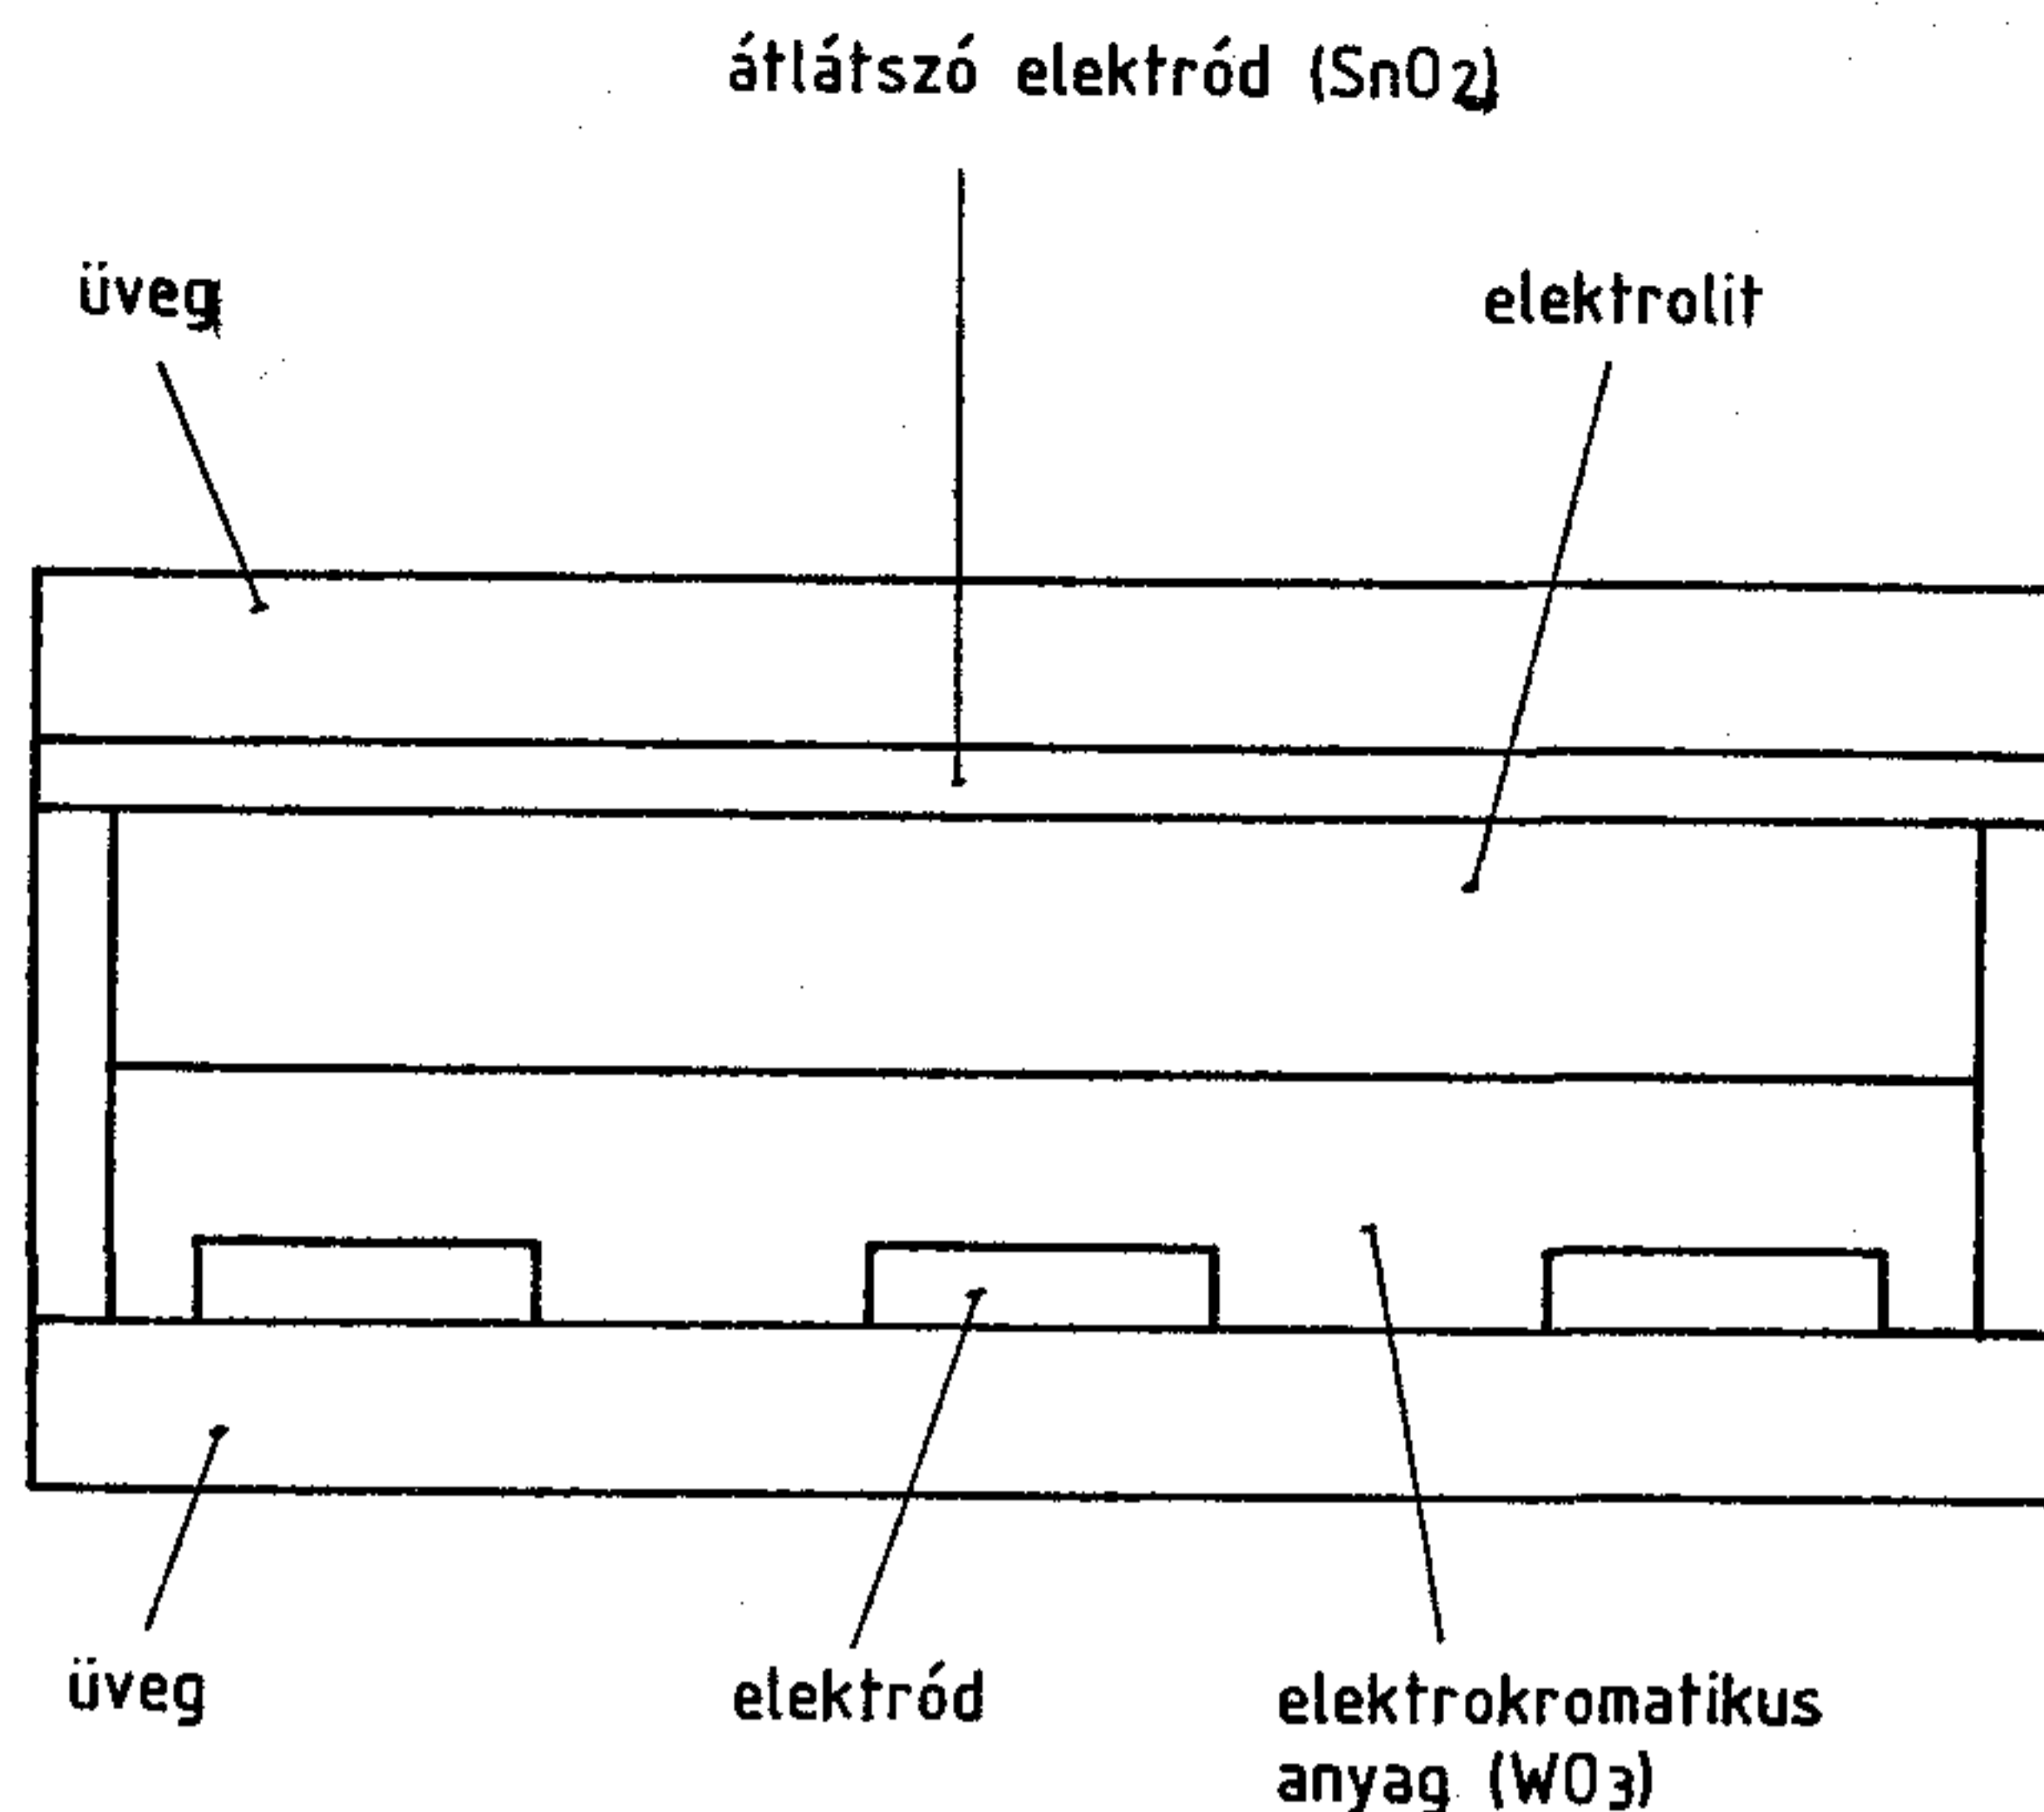 átlátszó elektród (SnO₂)
üveg
elektrolit
üveg
elektród
elektrokromatikus
anyag (WO₃)